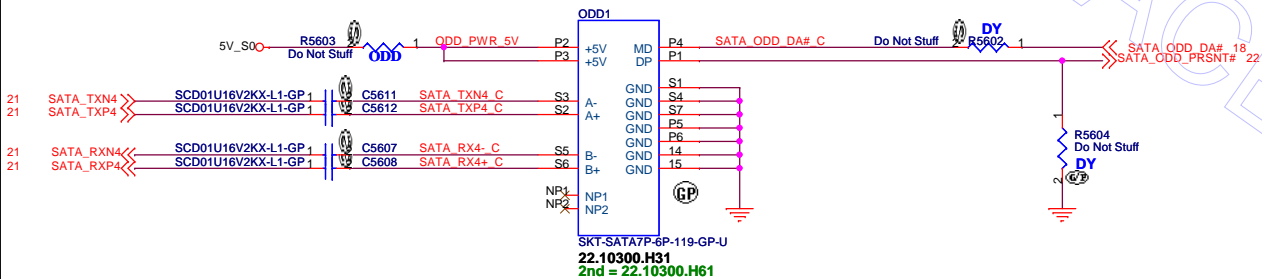 ODD1
5V_S0
R5603
Do Not Stuff
2
1
ODD
ODD_PWR_5V
P2
P3
+5V
+5V
MD
DP
P4
P1
SATA_ODD_DA#_C
Do Not Stuff
DY
R5602
2
1
SATA_ODD_DA# 18
SATA_ODD_PRSNT# 22
21 SATA_TXN4
21 SATA_TXP4
SCD01U16V2KX-L1-GP 1
SCD01U16V2KX-L1-GP 1
C5611
C5612
SATA_TXN4_C
SATA_TXP4_C
S3
S2
A-
A+
21 SATA_RXN4
21 SATA_RXP4
SCD01U16V2KX-L1-GP 1
SCD01U16V2KX-L1-GP 1
C5607
C5608
SATA_RX4-_C
SATA_RX4+_C
S5
S6
B-
B+
GND S1
GND S4
GND S7
GND P5
GND P6
GND 14
GND 15
NP1 NP1
NP2 NP2
GP
1
R5604
Do Not Stuff
DY
2
SKT-SATA7P-6P-119-GP-U
22.10300.H31
2nd = 22.10300.H61